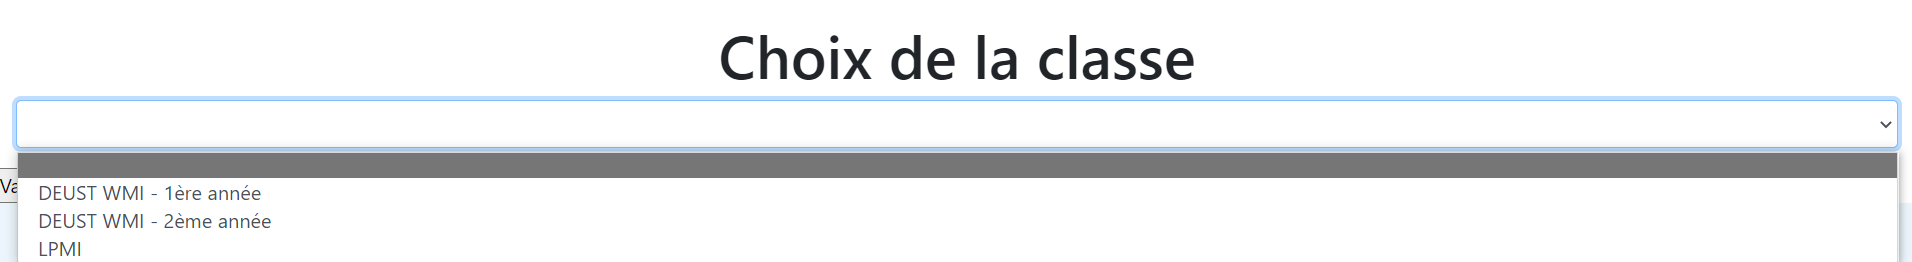 Choix de la classe
DEUST WMI - 1ère année
DEUST WMI - 2ème année
LPMI